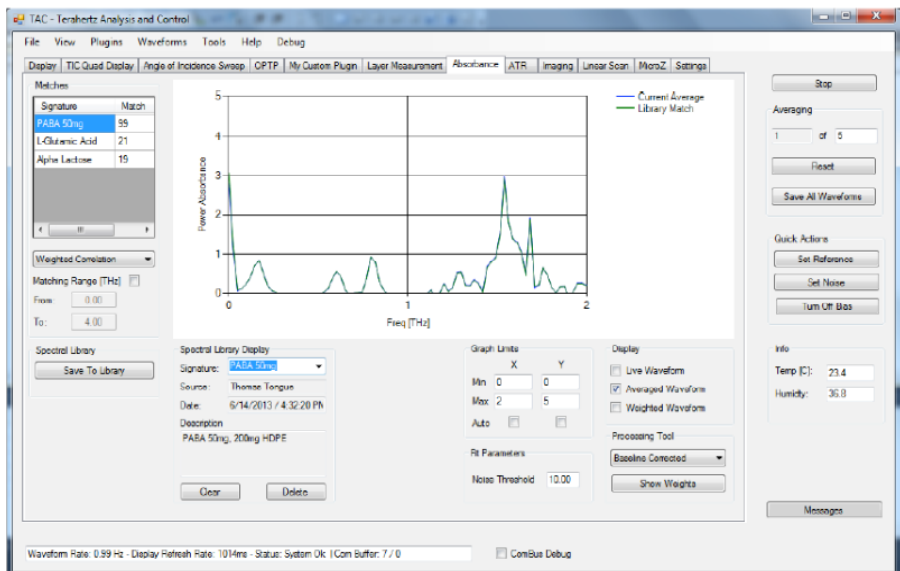 TAC - Terahertz Analysis and Control
File View Plugins Waveforms Tools Help Debug
Display TIC Quad Display Angle of Incidence Sweep OPTP My Custom Plugin Layer Measurement Absorbance ATR Imaging Linear Scan MicroZ Settings
Matches
Signature Match
PABA 50mg 99
L-Glutamic Acid 21
Alpha Lactose 19
Weighted Correlation
Matching Range [THz]
From: 0.00
To: 4.00
Spectral Library
Save To Library
5
4
3
2
1
0
Power Absorbance
0 1 2
Freq [THz]
Current Average
Library Match
Spectral Library Display
Signature: PABA 50mg
Source: Thomas Tongue
Date: 6/14/2013 / 4:32:20 PM
Description
PABA 50mg, 200mg HDPE
Clear Delete
Graph Limits
X Y
Min 0 0
Max 2 5
Auto
Fit Parameters
Noise Threshold 10.00
Display
Live Waveform
Averaged Waveform
Weighted Waveform
Processing Tool
Baseline Corrected
Show Weights
Stop
Averaging
1 of 5
Reset
Save All Waveforms
Quick Actions
Set Reference
Set Noise
Turn Off Bias
Info
Temp [C]: 23.4
Humidty: 36.8
Messages
Waveform Rate: 0.99 Hz - Display Refresh Rate: 1014ms - Status: System Ok | Com Buffer: 7 / 0
ComBus Debug